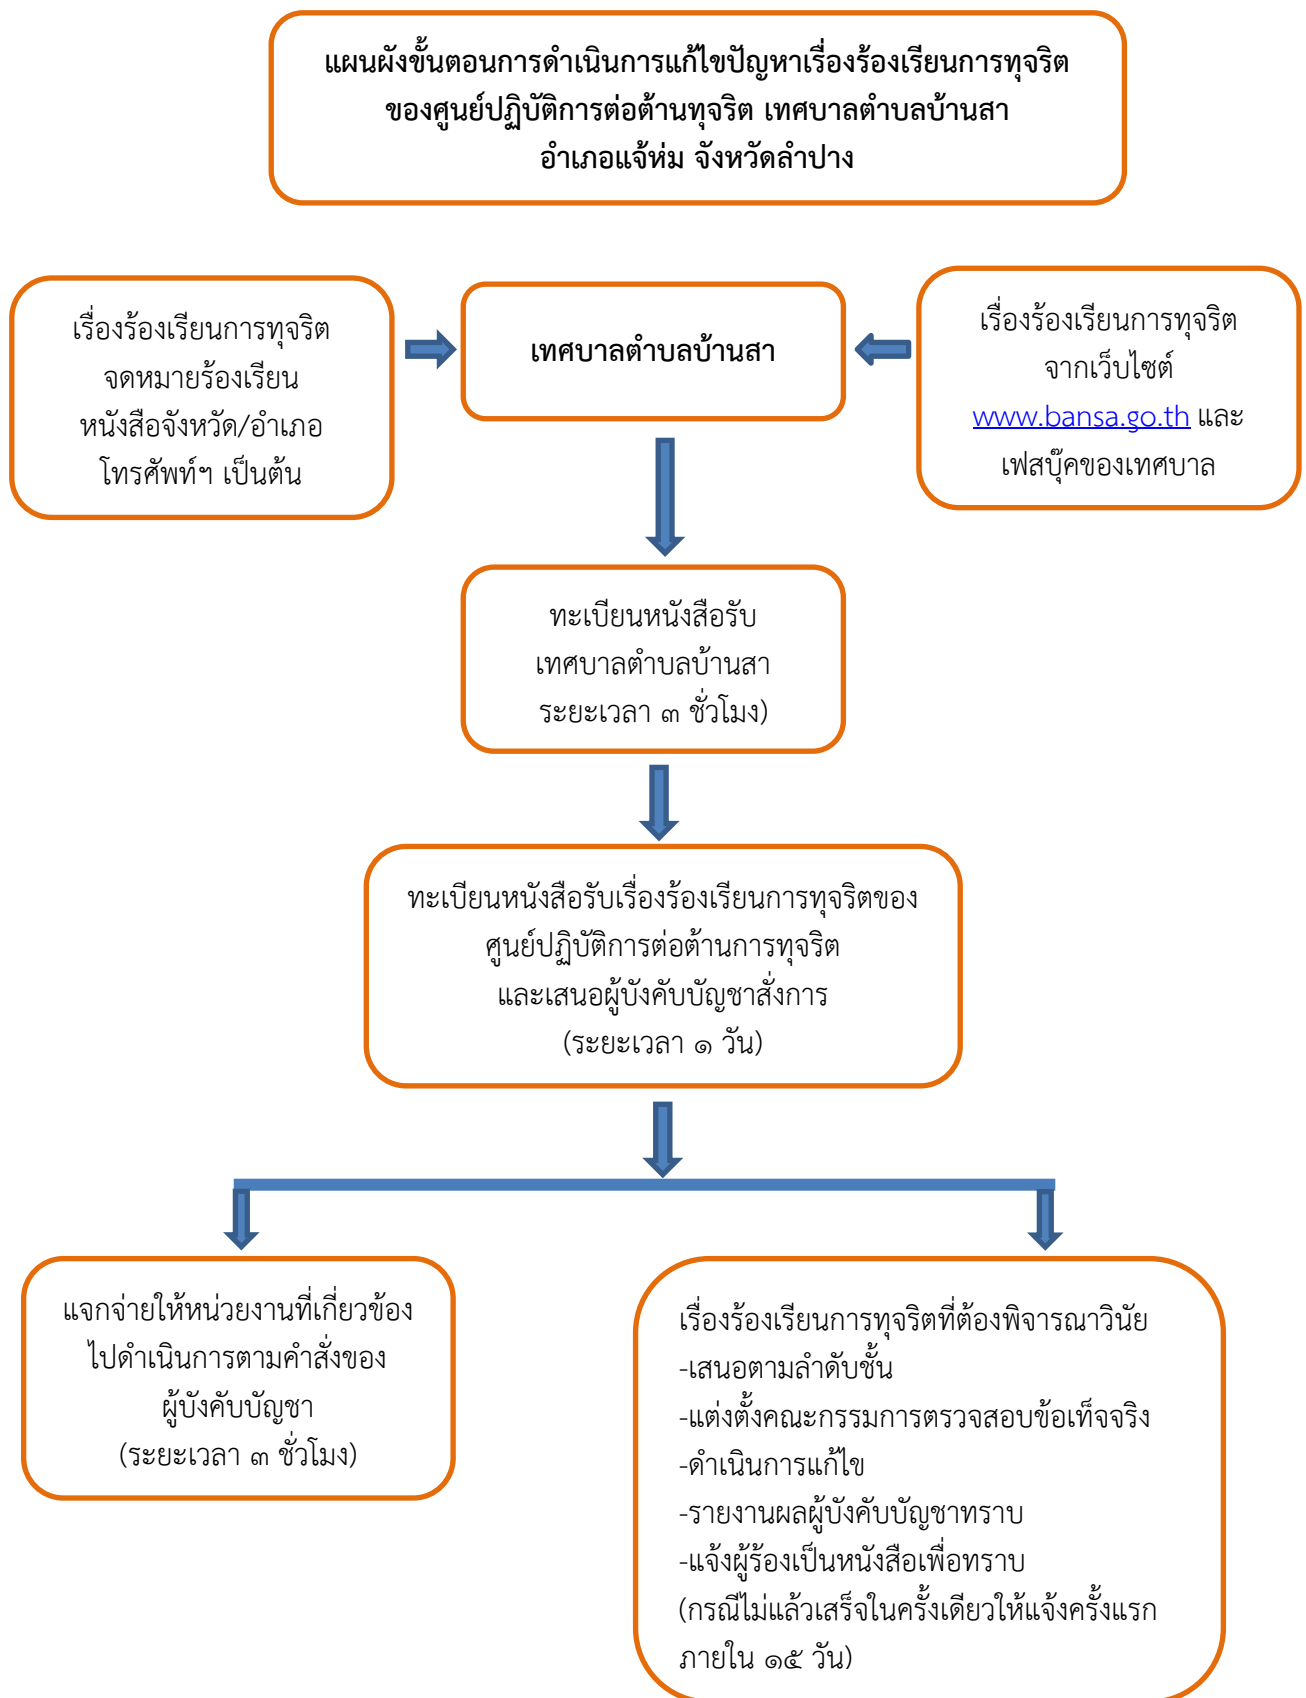 แผนผังขั้นตอนการดำเนินการแก้ไขปัญหาเรื่องร้องเรียนการทุจริต
ของศูนย์ปฏิบัติการต่อต้านทุจริต เทศบาลตำบลบ้านสา
อำเภอแจ้ห่ม จังหวัดลำปาง
เรื่องร้องเรียนการทุจริต
จดหมายร้องเรียน
หนังสือจังหวัด/อำเภอ
โทรศัพท์ฯ เป็นต้น
เทศบาลตำบลบ้านสา
เรื่องร้องเรียนการทุจริต
จากเว็บไซต์
www.bansa.go.th และ
เฟสบุ๊คของเทศบาล
ทะเบียนหนังสือรับ
เทศบาลตำบลบ้านสา
ระยะเวลา ๓ ชั่วโมง)
ทะเบียนหนังสือรับเรื่องร้องเรียนการทุจริตของ
ศูนย์ปฏิบัติการต่อต้านการทุจริต
และเสนอผู้บังคับบัญชาสั่งการ
(ระยะเวลา ๑ วัน)
แจกจ่ายให้หน่วยงานที่เกี่ยวข้อง
ไปดำเนินการตามคำสั่งของ
ผู้บังคับบัญชา
(ระยะเวลา ๓ ชั่วโมง)
เรื่องร้องเรียนการทุจริตที่ต้องพิจารณาวินัย
-เสนอตามลำดับชั้น
-แต่งตั้งคณะกรรมการตรวจสอบข้อเท็จจริง
-ดำเนินการแก้ไข
-รายงานผลผู้บังคับบัญชาทราบ
-แจ้งผู้ร้องเป็นหนังสือเพื่อทราบ
(กรณีไม่แล้วเสร็จในครั้งเดียวให้แจ้งครั้งแรก
ภายใน ๑๕ วัน)